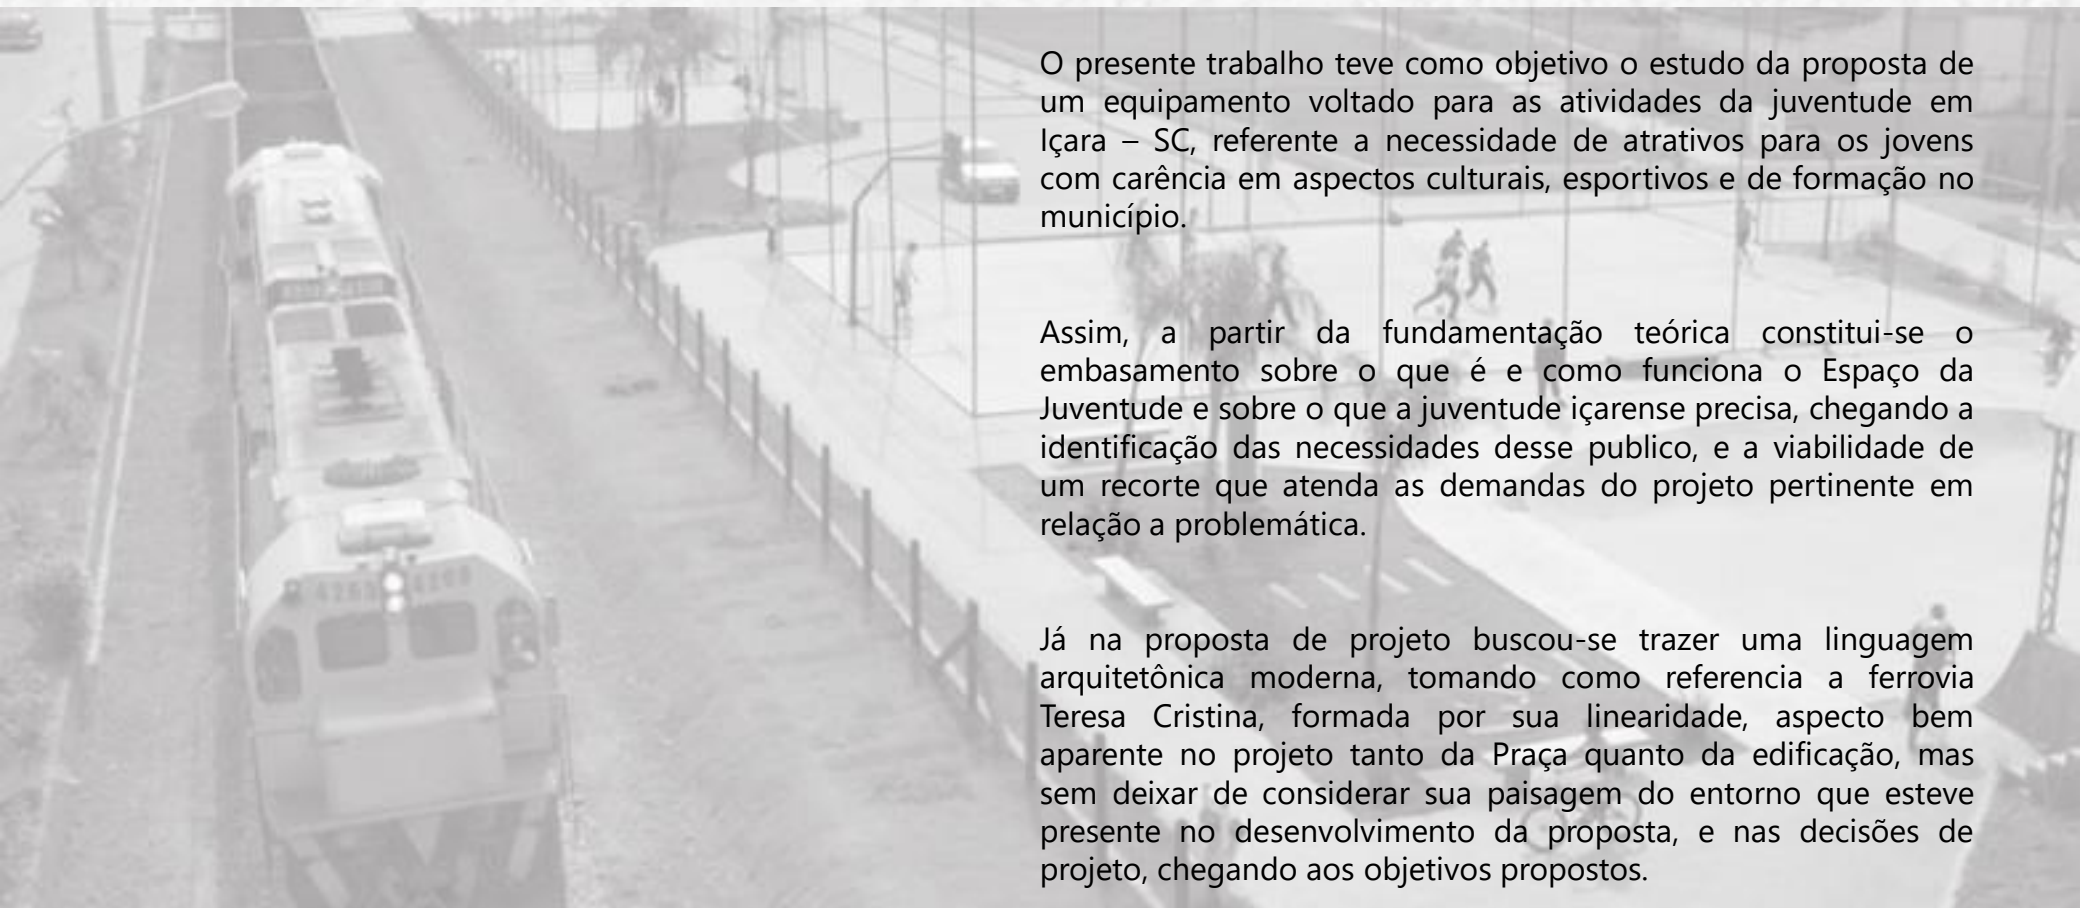 O presente trabalho teve como objetivo o estudo da proposta de
um equipamento voltado para as atividades da juventude em
Içara – SC, referente a necessidade de atrativos para os jovens
com carência em aspectos culturais, esportivos e de formação no
município.
Assim, a partir da fundamentação teórica constitui-se o
embasamento sobre o que é e como funciona o Espaço da
Juventude e sobre o que a juventude içarense precisa, chegando a
identificação das necessidades desse publico, e a viabilidade de
um recorte que atenda as demandas do projeto pertinente em
relação a problemática.
Já na proposta de projeto buscou-se trazer uma linguagem
arquitetônica moderna, tomando como referencia a ferrovia
Teresa Cristina, formada por sua linearidade, aspecto bem
aparente no projeto tanto da Praça quanto da edificação, mas
sem deixar de considerar sua paisagem do entorno que esteve
presente no desenvolvimento da proposta, e nas decisões de
projeto, chegando aos objetivos propostos.